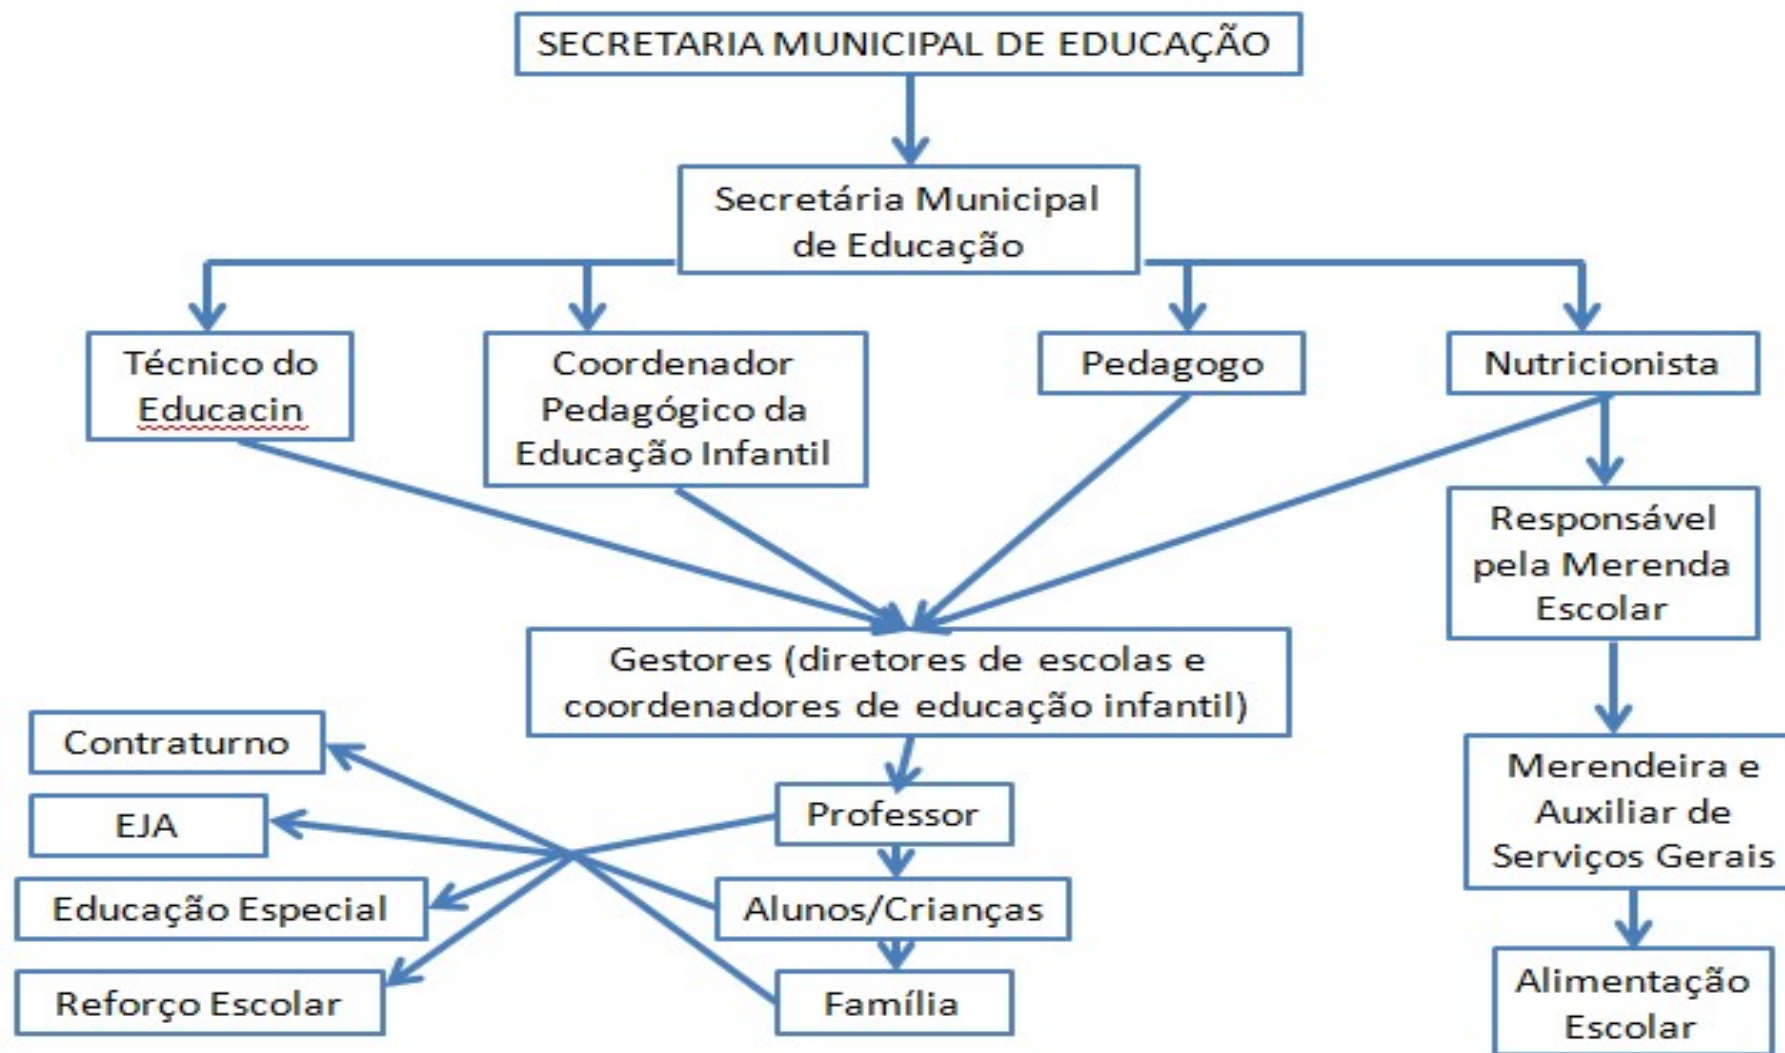 SECRETARIA MUNICIPAL DE EDUCAÇÃO
Secretária Municipal
de Educação
Técnico do
Educacin
Coordenador
Pedagógico da
Educação Infantil
Pedagogo
Nutricionista
Responsável
pela Merenda
Escolar
Gestores (diretores de escolas e
coordenadores de educação infantil)
Contraturno
EJA
Educação Especial
Reforço Escolar
Professor
Alunos/Crianças
Família
Merendeira e
Auxiliar de
Serviços Gerais
Alimentação
Escolar